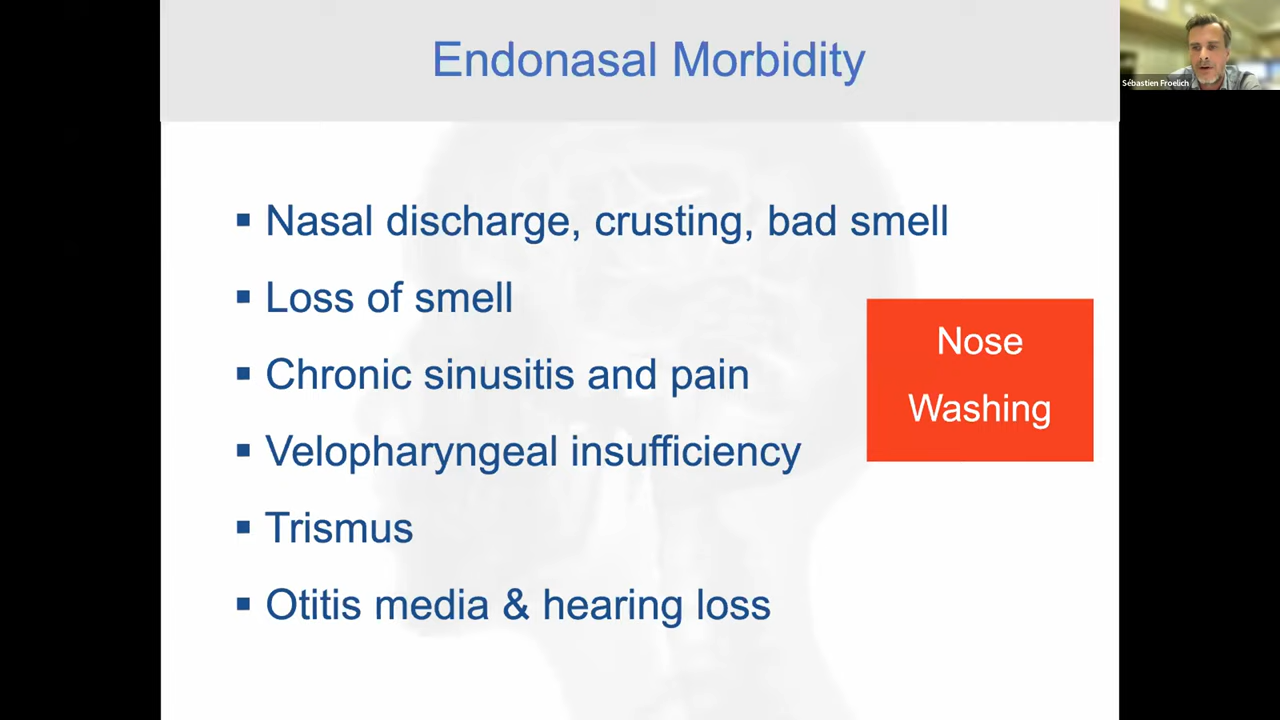 Endonasal Morbidity
Sébastien Froelich
▪ Nasal discharge, crusting, bad smell
▪ Loss of smell
▪ Chronic sinusitis and pain
▪ Velopharyngeal insufficiency
▪ Trismus
▪ Otitis media & hearing loss
Nose
Washing